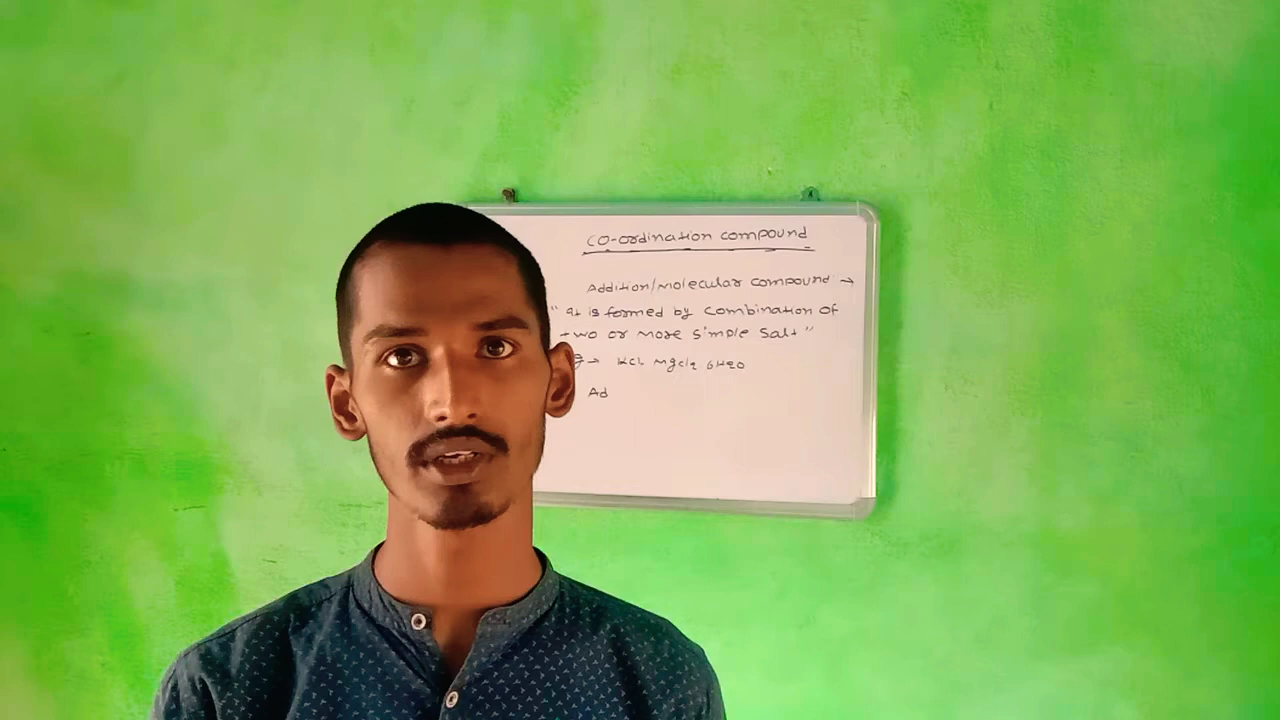 CO-ordination compound
Addition/Molecular compound →
" It is formed by combination of
two or more simple salt "
g → KCl MgCl2 6H2O
Ad